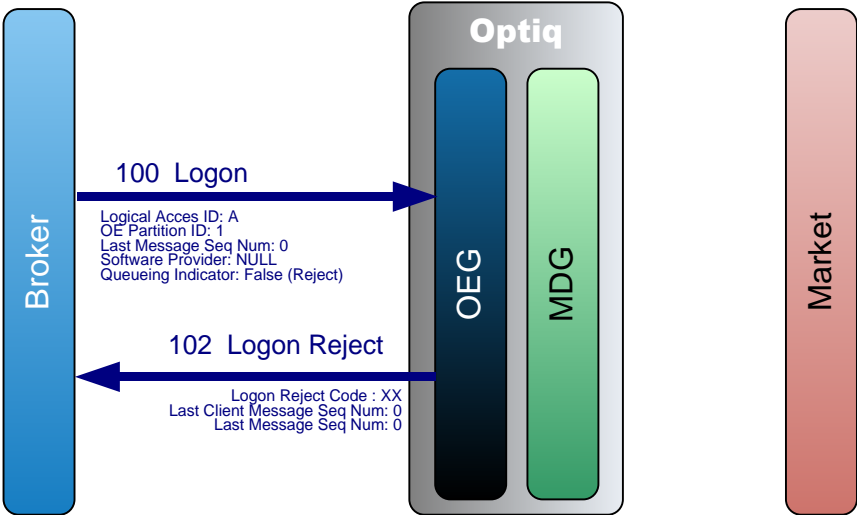 Optiq
100 Logon
Logical Acces ID: A
OE Partition ID: 1
Last Message Seq Num: 0
Software Provider: NULL
Queueing Indicator: False (Reject)
Broker
OEG
MDG
Market
102 Logon Reject
Logon Reject Code : XX
Last Client Message Seq Num: 0
Last Message Seq Num: 0